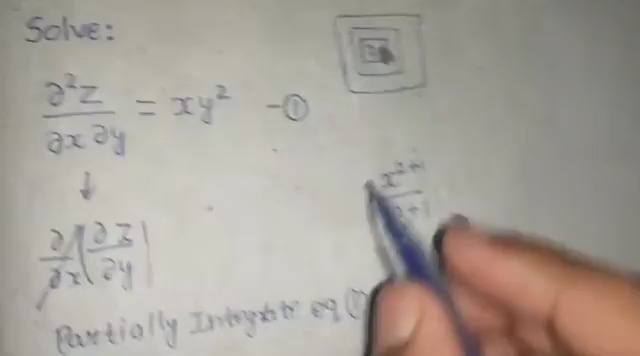 Solve:
∂²z/∂x ∂y = xy² -①
↓
∂/∂x (∂z/∂y)
Partially Integrate eq ①